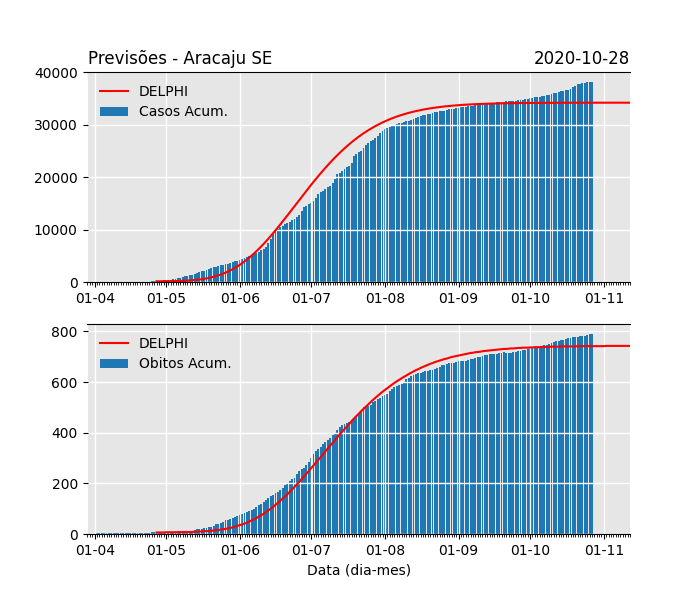 Previsões - Aracaju SE 2020-10-28
40000
30000
20000
10000
0
DELPHI
Casos Acum.
01-04 01-05 01-06 01-07 01-08 01-09 01-10 01-11
800
600
400
200
0
DELPHI
Obitos Acum.
01-04 01-05 01-06 01-07 01-08 01-09 01-10 01-11
Data (dia-mes)